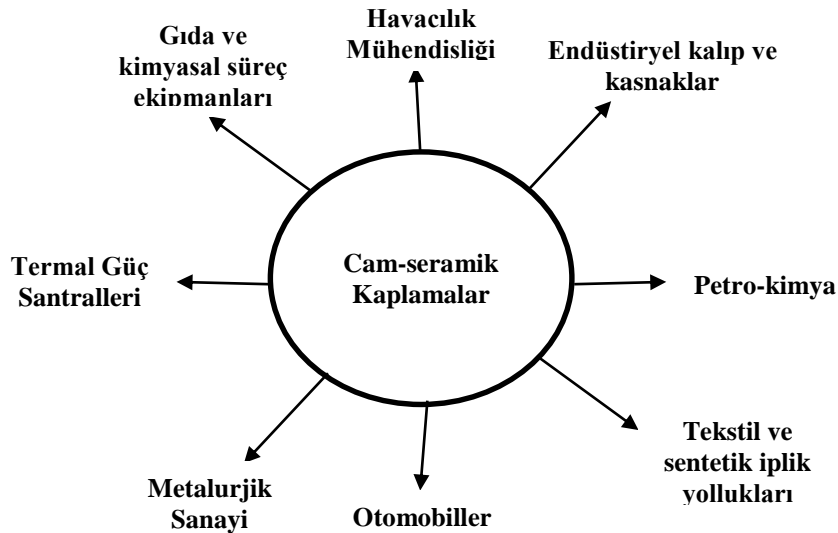 Havacılık
Mühendisliği
Gıda ve
kimyasal süreç
ekipmanları
Endüstiryel kalıp ve
kasnaklar
Termal Güç
Santralleri
Cam-seramik
Kaplamalar
Petro-kimya
Tekstil ve
sentetik iplik
yollukları
Metalurjik
Sanayi
Otomobiller